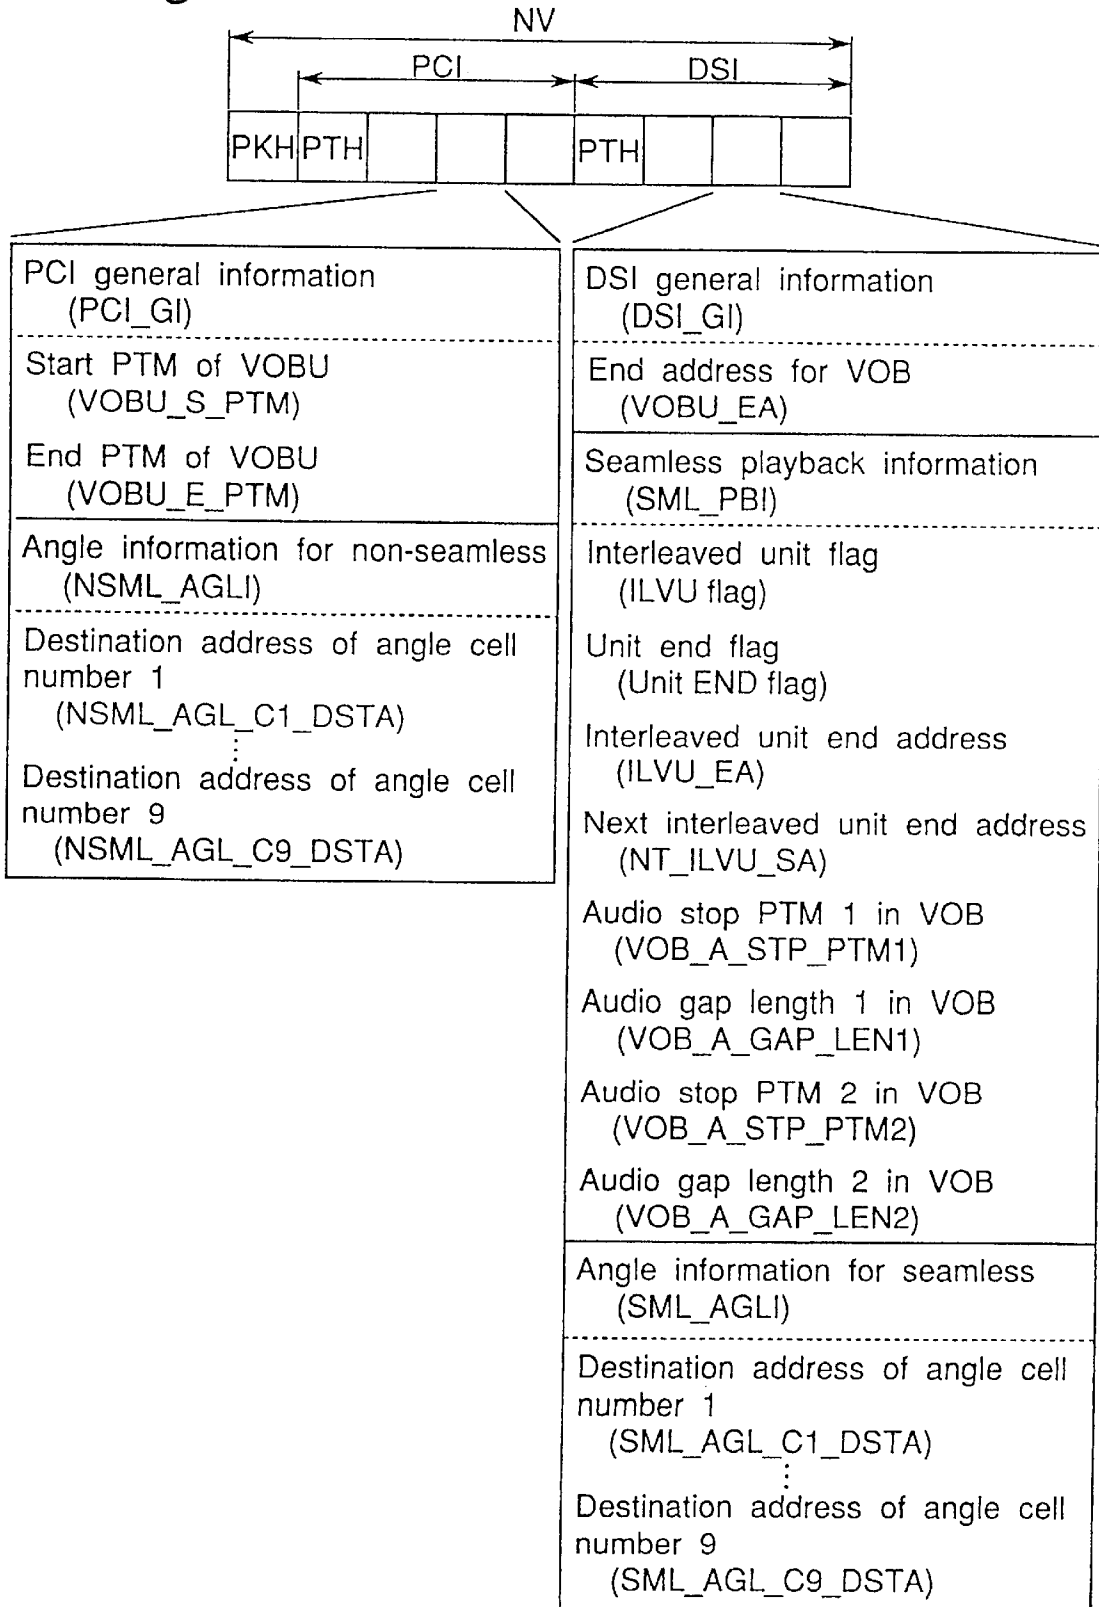 NV
PCI DSI
PKH PTH PTH
PCI general information
(PCI_GI)
Start PTM of VOBU
(VOBU_S_PTM)
End PTM of VOBU
(VOBU_E_PTM)
Angle information for non-seamless
(NSML_AGLI)
Destination address of angle cell
number 1
(NSML_AGL_C1_DSTA)
⋮
Destination address of angle cell
number 9
(NSML_AGL_C9_DSTA)
DSI general information
(DSI_GI)
End address for VOB
(VOBU_EA)
Seamless playback information
(SML_PBI)
Interleaved unit flag
(ILVU flag)
Unit end flag
(Unit END flag)
Interleaved unit end address
(ILVU_EA)
Next interleaved unit end address
(NT_ILVU_SA)
Audio stop PTM 1 in VOB
(VOB_A_STP_PTM1)
Audio gap length 1 in VOB
(VOB_A_GAP_LEN1)
Audio stop PTM 2 in VOB
(VOB_A_STP_PTM2)
Audio gap length 2 in VOB
(VOB_A_GAP_LEN2)
Angle information for seamless
(SML_AGLI)
Destination address of angle cell
number 1
(SML_AGL_C1_DSTA)
⋮
Destination address of angle cell
number 9
(SML_AGL_C9_DSTA)